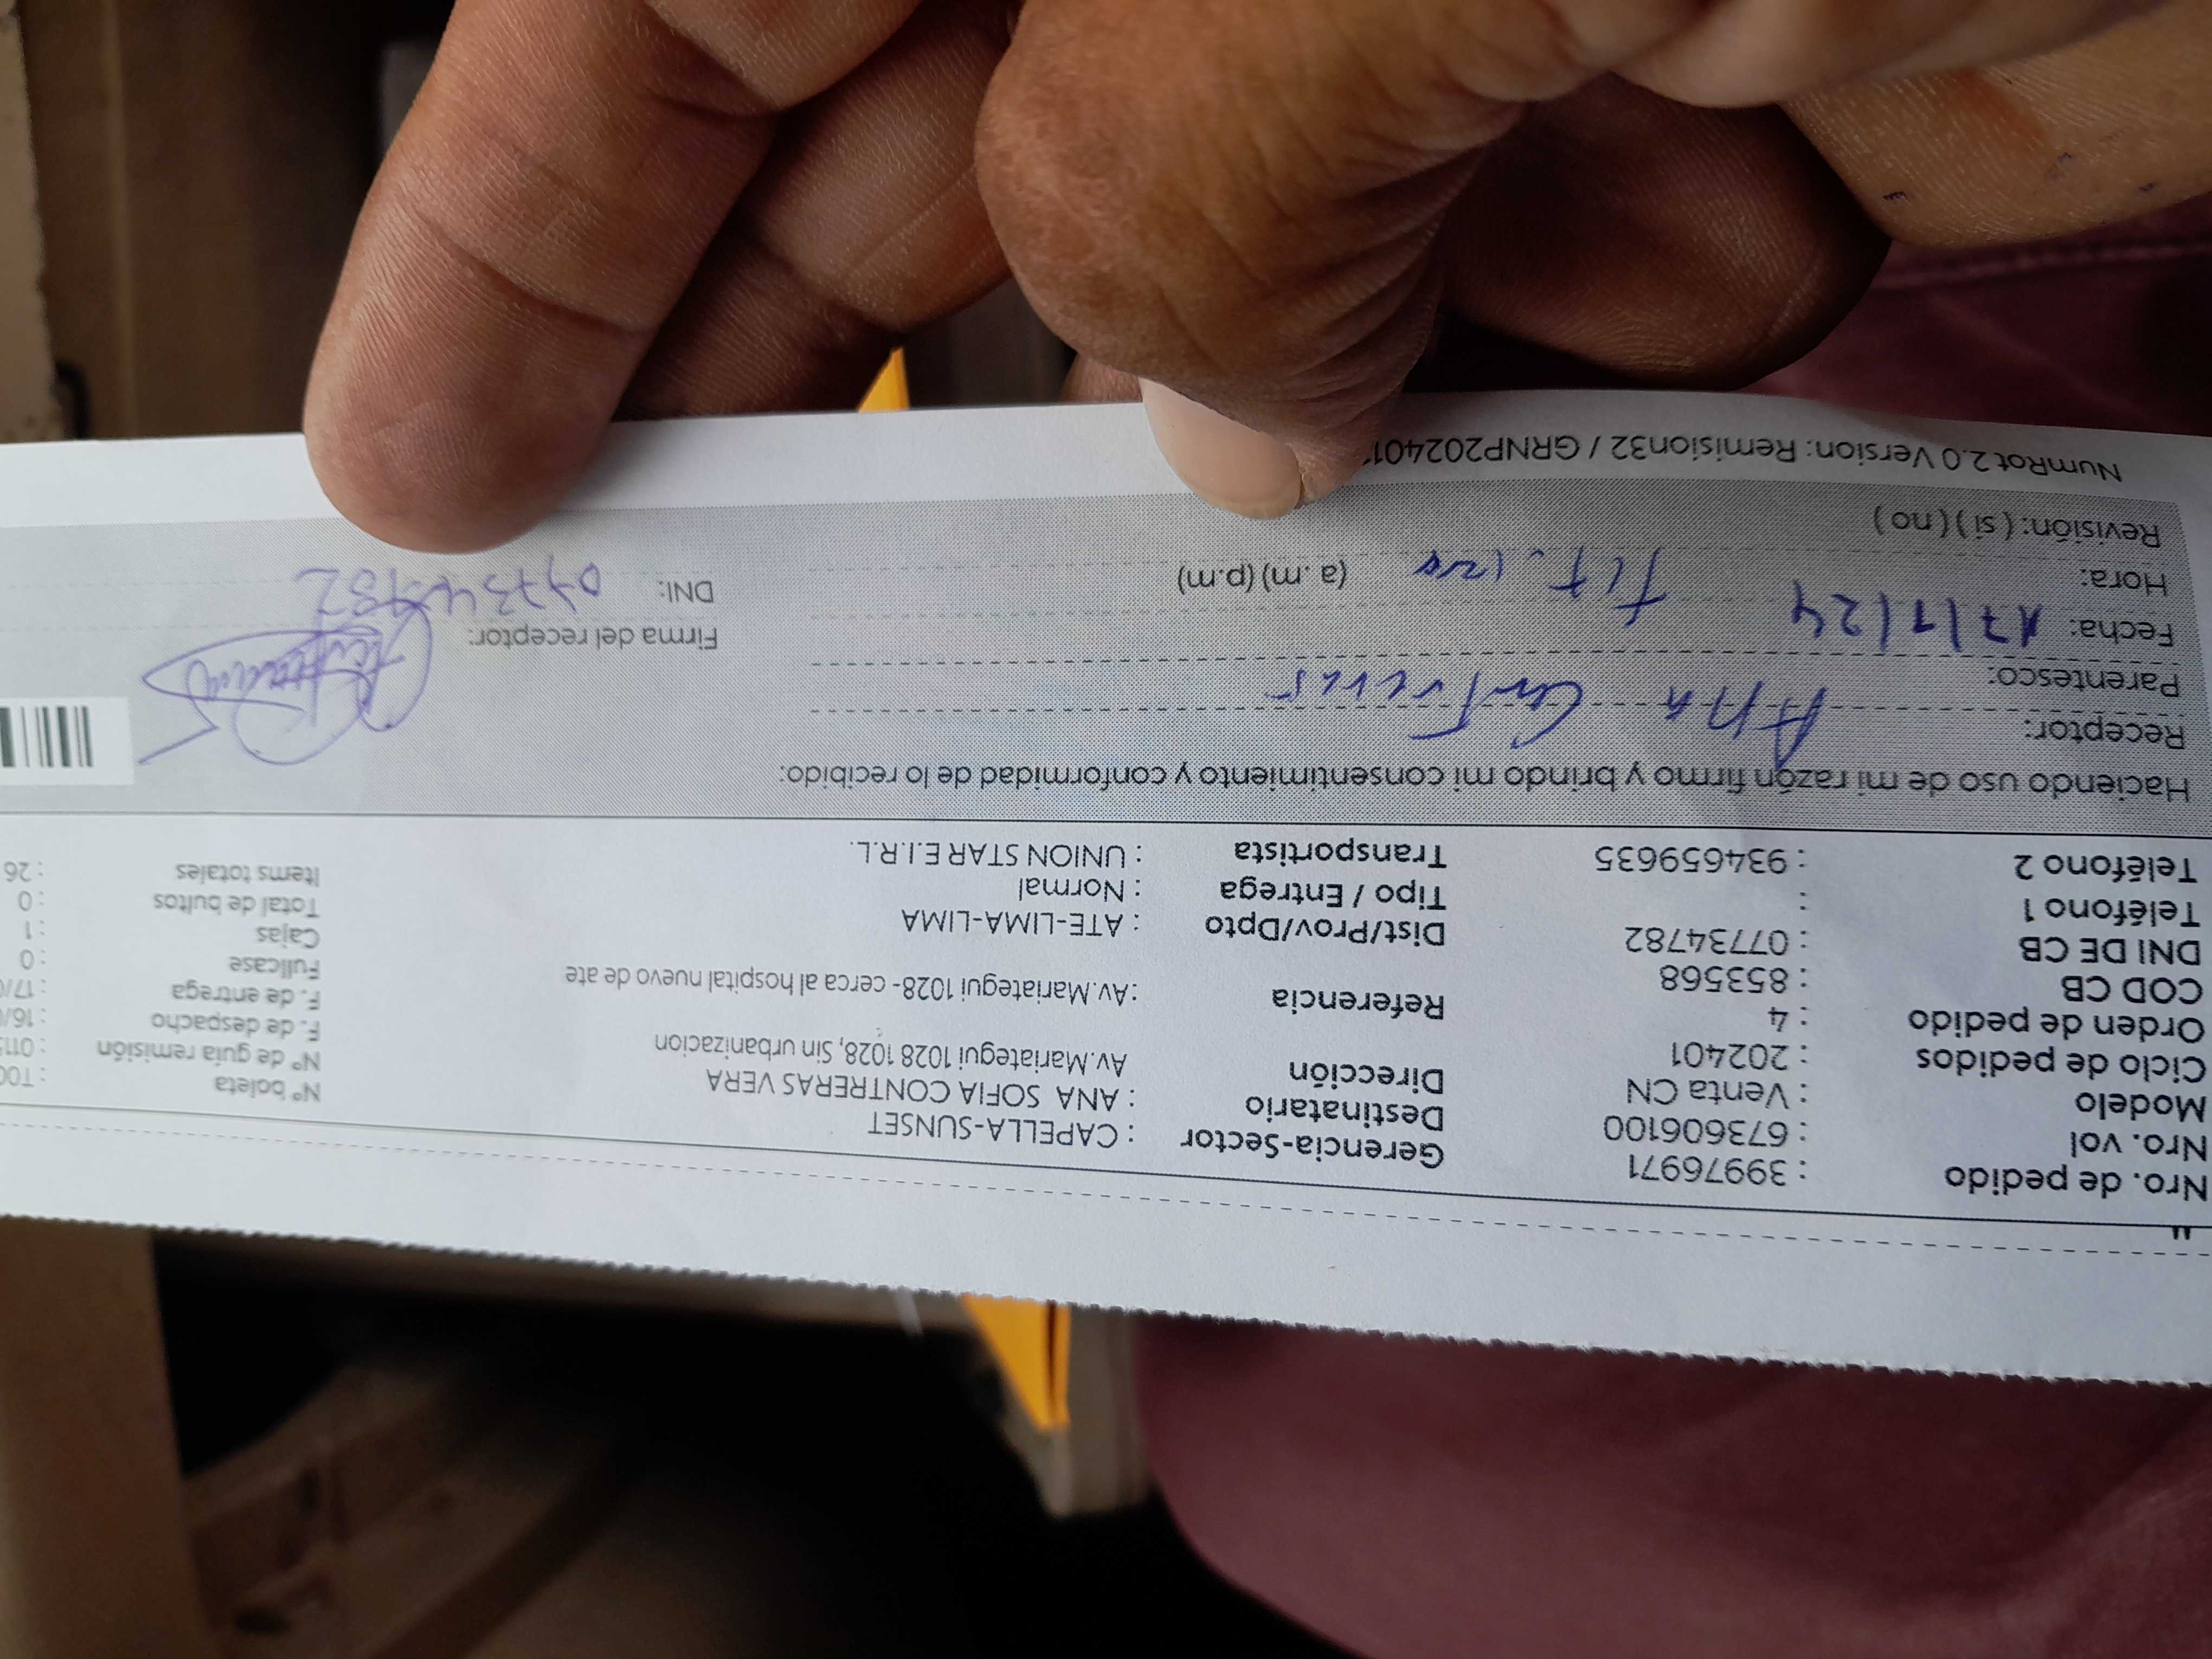 Nro. de pedido : 39976971 Gerencia-Sector : CAPELLA-SUNSET Nº boleta : T00
Nro. vol : 673606100 Destinatario : ANA SOFIA CONTRERAS VERA Nº de guía remisión : 011
Modelo : Venta CN Dirección Av.Mariategui 1028 1028, Sin urbanizacion F. de despacho : 16/
Ciclo de pedidos : 202401 Referencia : Av.Mariategui 1028- cerca al hospital nuevo de ate F. de entrega : 17/
Orden de pedido : 4 Dist/Prov/Dpto : ATE-LIMA-LIMA Fullcase : 0
COD CB : 853568 Tipo / Entrega : Normal Cajas : 1
DNI DE CB : 07734782 Transportista : UNION STAR E.I.R.L. Total de bultos : 0
Teléfono 1 : Items totales : 26
Teléfono 2 : 934659635
Haciendo uso de mi razón firmo y brindo mi consentimiento y conformidad de lo recibido:
Receptor: Ana Contreras
Parentesco:
Fecha: 17/1/24 Firma del receptor:
Hora: (a.m) (p.m) DNI: 07734782
Revisión: ( si ) ( no )
NumRot 2.0 Version: Remision32 / GRNP202401